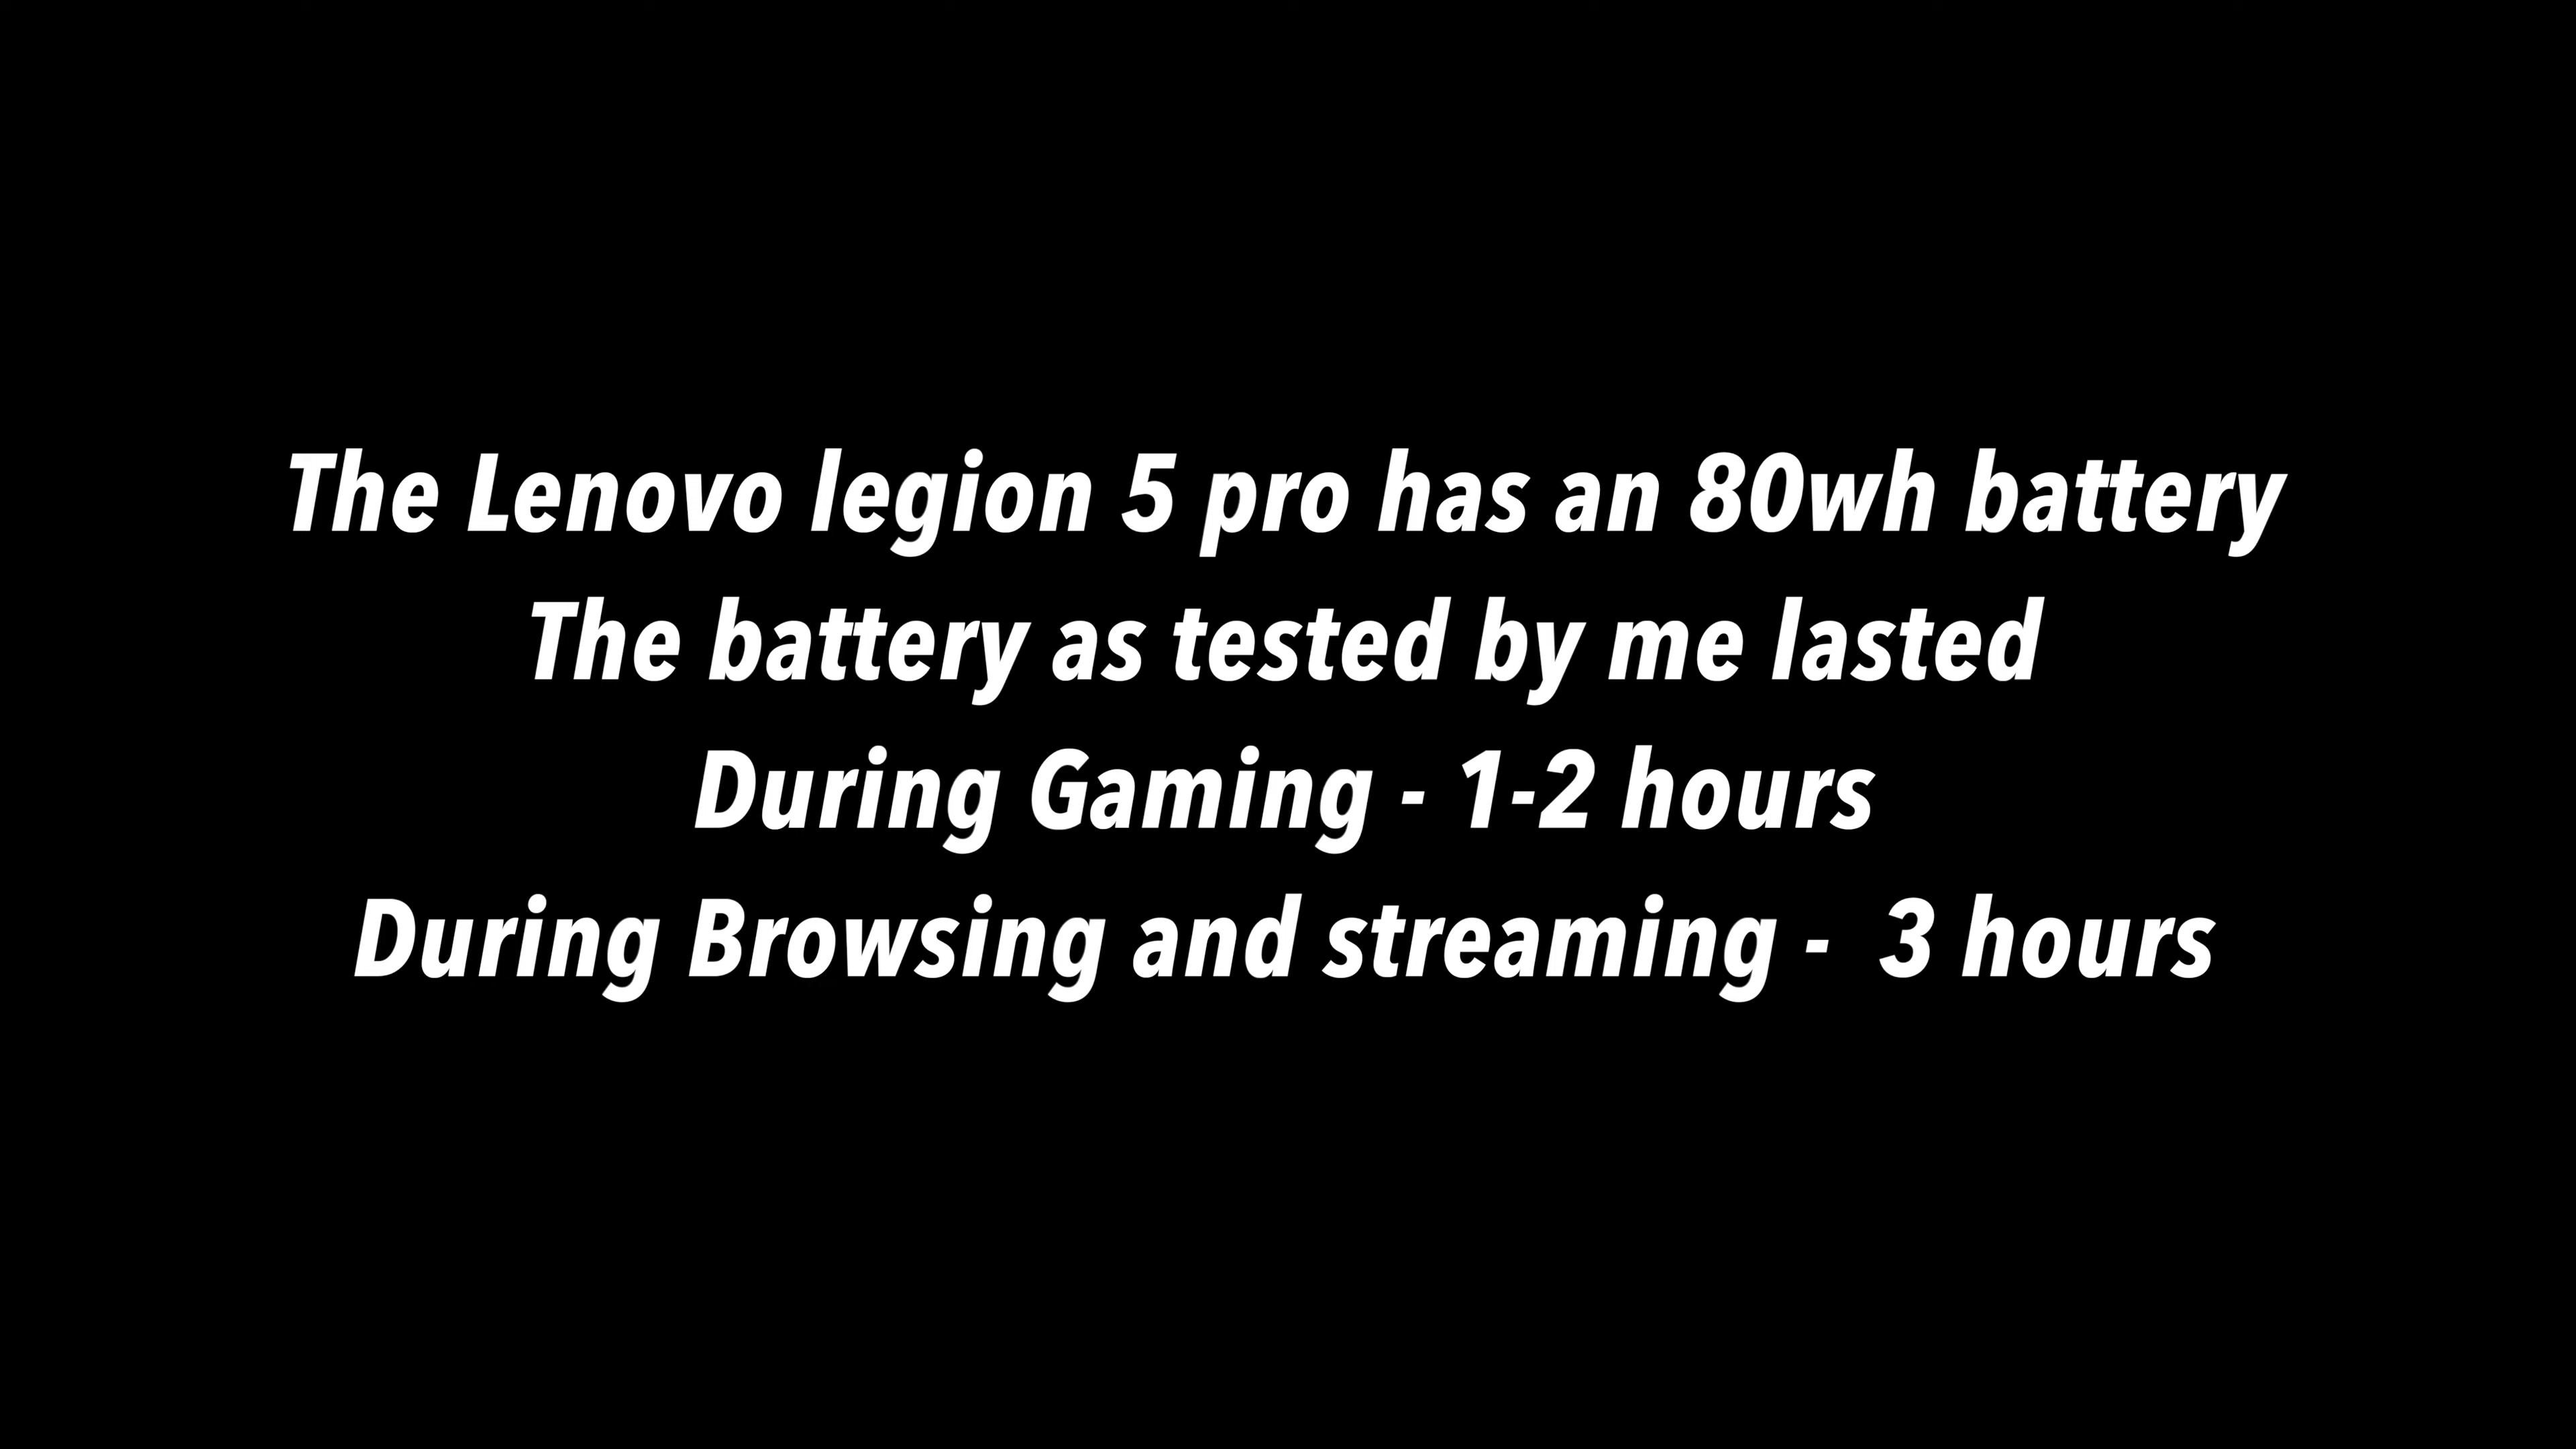 The Lenovo legion 5 pro has an 80wh battery
The battery as tested by me lasted
During Gaming - 1-2 hours
During Browsing and streaming -  3 hours